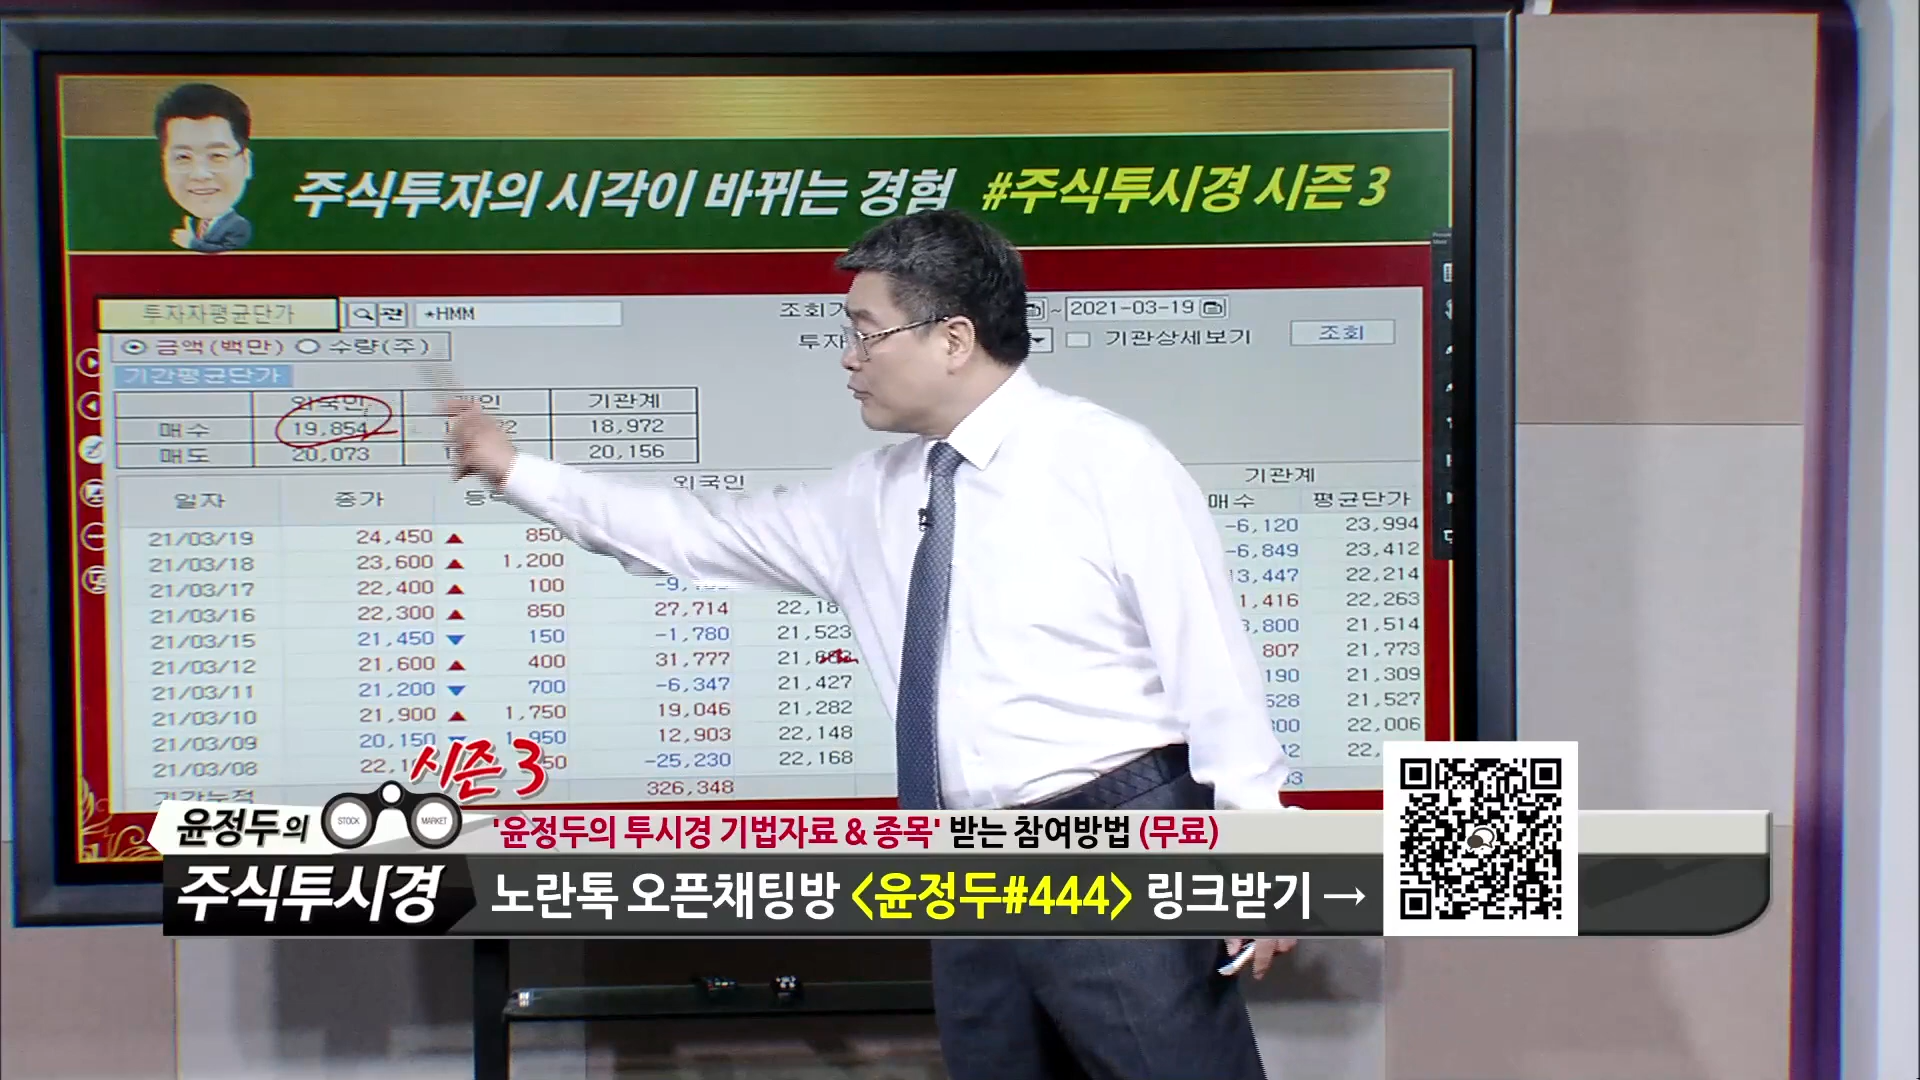 주식투자의 시각이 바뀌는 경험 #주식투시경 시즌 3
투자자평균단가 관 *HMM 2021-03-19
금액(백만) 수량(주) 기관상세보기 조회
기간평균단가
외국인 기관계
매수 19,854 18,972
매도 20,073 20,156
외국인 기관계
일자 종가 매수 평균단가
21/03/19 24,450 ▲ 850 -6,120 23,994
21/03/18 23,600 ▲ 1,200 -6,849 23,412
21/03/17 22,400 ▲ 100 22,214
21/03/16 22,300 ▲ 850 27,714 22,263
21/03/15 21,450 ▼ 150 -1,780 21,523 21,514
21/03/12 21,600 ▲ 400 31,777 807 21,773
21/03/11 21,200 ▼ 700 -6,347 21,427 21,309
21/03/10 21,900 ▲ 1,750 19,046 21,282 21,527
21/03/09 20,150 ▼ 1,950 12,903 22,148 22,006
21/03/08 -25,230 22,168
기간누적 326,348
시즌 3
윤정두의 STOCK MARKET
주식투시경
'윤정두의 투시경 기법자료 & 종목' 받는 참여방법 (무료)
노란톡 오픈채팅방 <윤정두#444> 링크받기 →